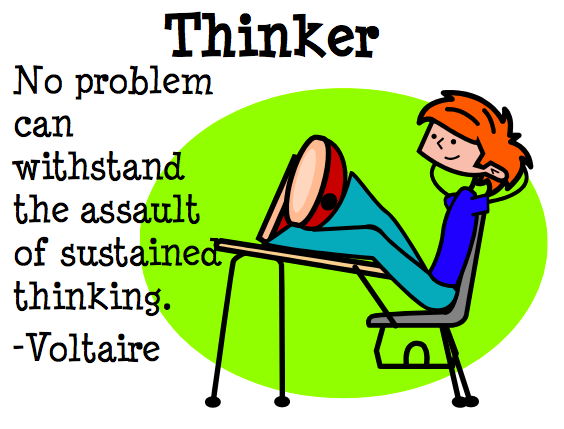 Thinker
No problem
can
withstand
the assault
of sustained
thinking.
-Voltaire